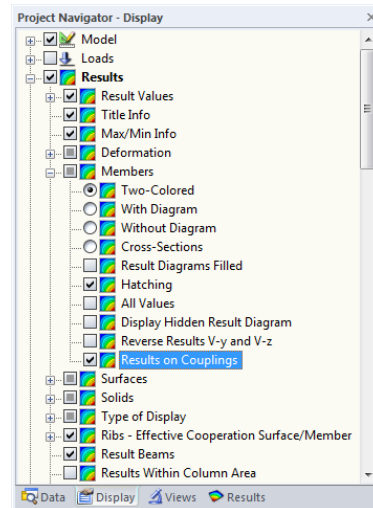 Project Navigator - Display
Model
Loads
Results
Result Values
Title Info
Max/Min Info
Deformation
Members
Two-Colored
With Diagram
Without Diagram
Cross-Sections
Result Diagrams Filled
Hatching
All Values
Display Hidden Result Diagram
Reverse Results V-y and V-z
Results on Couplings
Surfaces
Solids
Type of Display
Ribs - Effective Cooperation Surface/Member
Result Beams
Results Within Column Area
Data Display Views Results